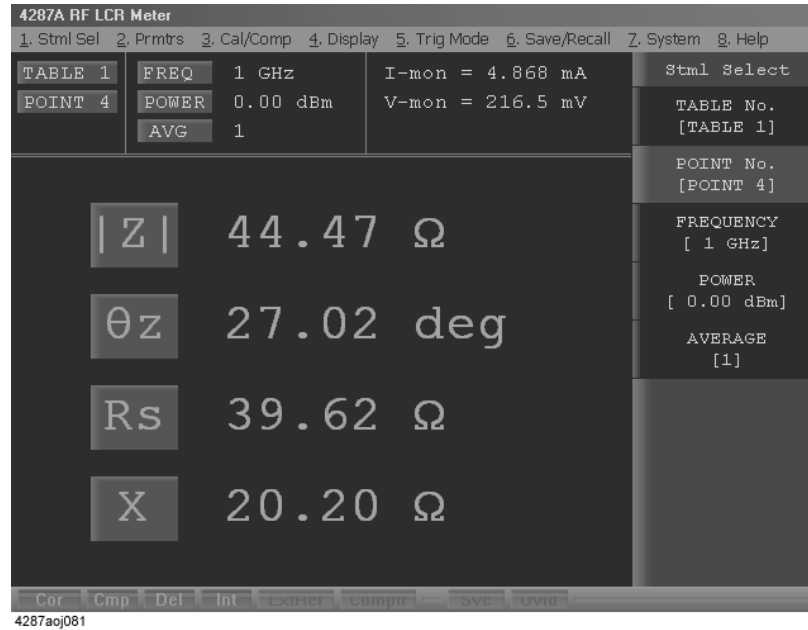 4287A RF LCR Meter
1. Stml Sel 2. Prmtrs 3. Cal/Comp 4. Display 5. Trig Mode 6. Save/Recall 7. System 8. Help
TABLE 1 FREQ 1 GHz I-mon = 4.868 mA
POINT 4 POWER 0.00 dBm V-mon = 216.5 mV
AVG 1
|Z| 44.47 Ω
θz 27.02 deg
Rs 39.62 Ω
X 20.20 Ω
Stml Select
TABLE No.
[TABLE 1]
POINT No.
[POINT 4]
FREQUENCY
[ 1 GHz]
POWER
[ 0.00 dBm]
AVERAGE
[1]
Cor Cmp Del Int ExtRef Comptr Svc Ovld
4287aoj081